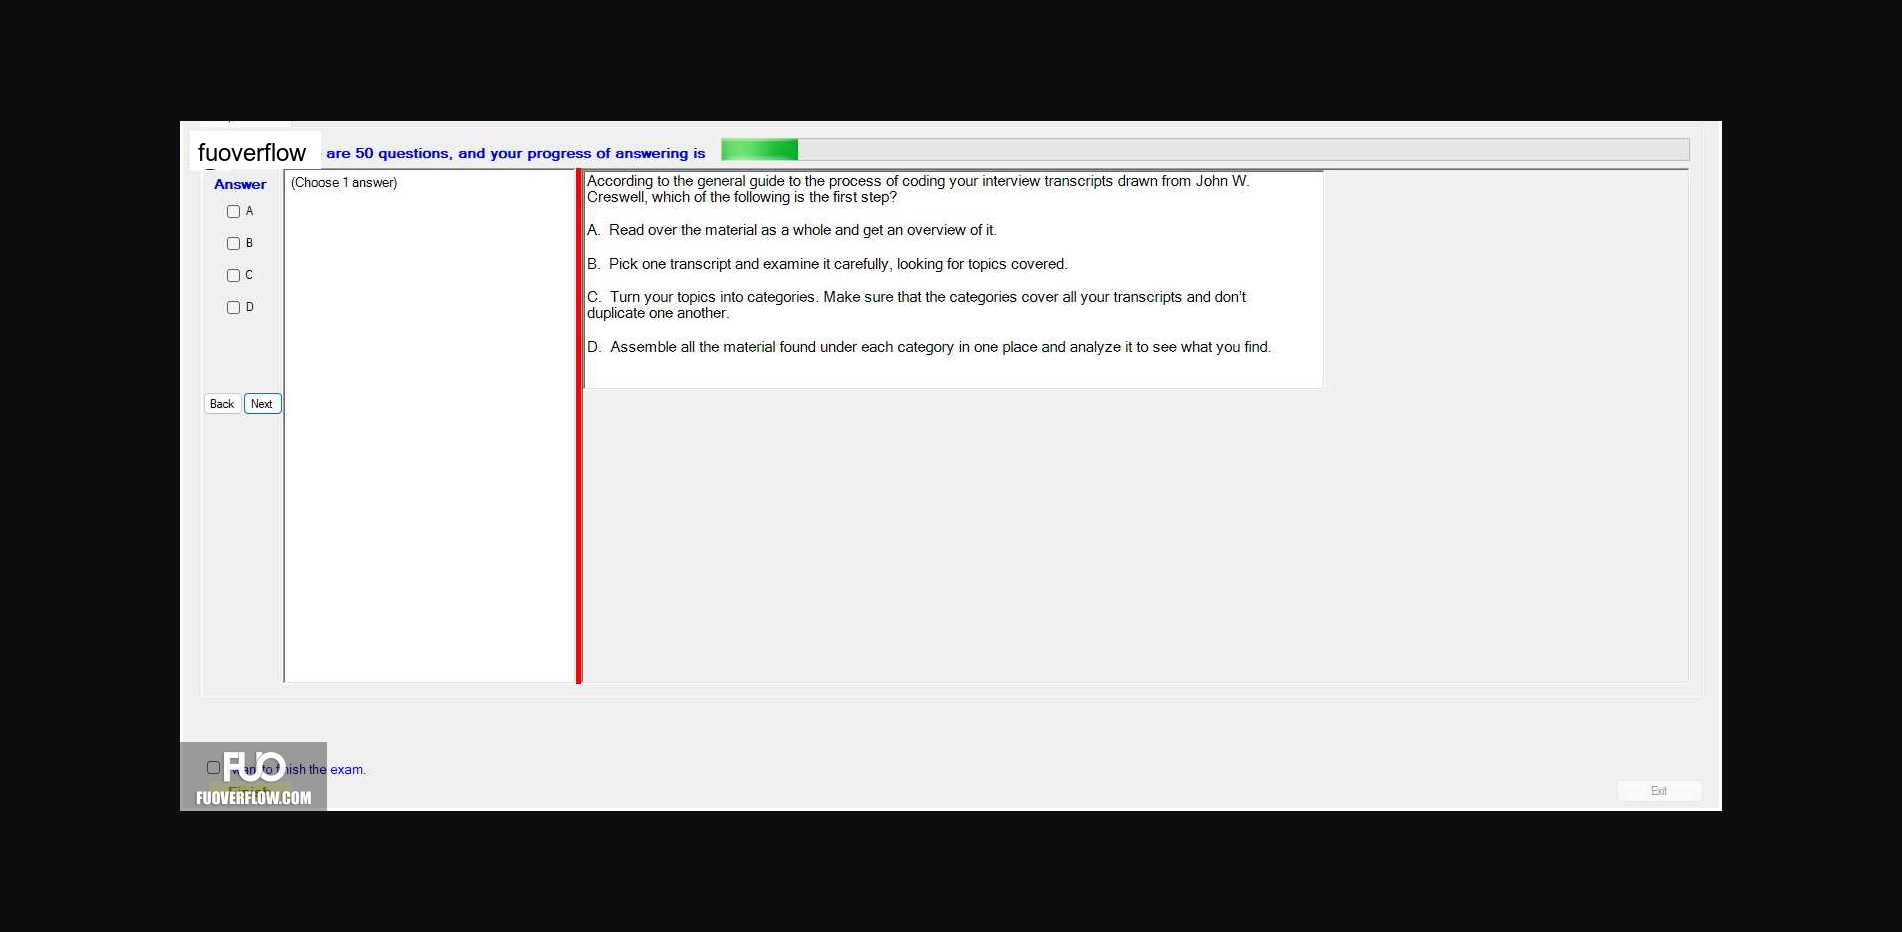 fuoverflow are 50 questions, and your progress of answering is
Answer
(Choose 1 answer)
A
B
C
D
Back Next
According to the general guide to the process of coding your interview transcripts drawn from John W.
Creswell, which of the following is the first step?
A. Read over the material as a whole and get an overview of it.
B. Pick one transcript and examine it carefully, looking for topics covered.
C. Turn your topics into categories. Make sure that the categories cover all your transcripts and don't
duplicate one another.
D. Assemble all the material found under each category in one place and analyze it to see what you find.
FUO
want to finish the exam.
Finish
FUOVERFLOW.COM
Exit